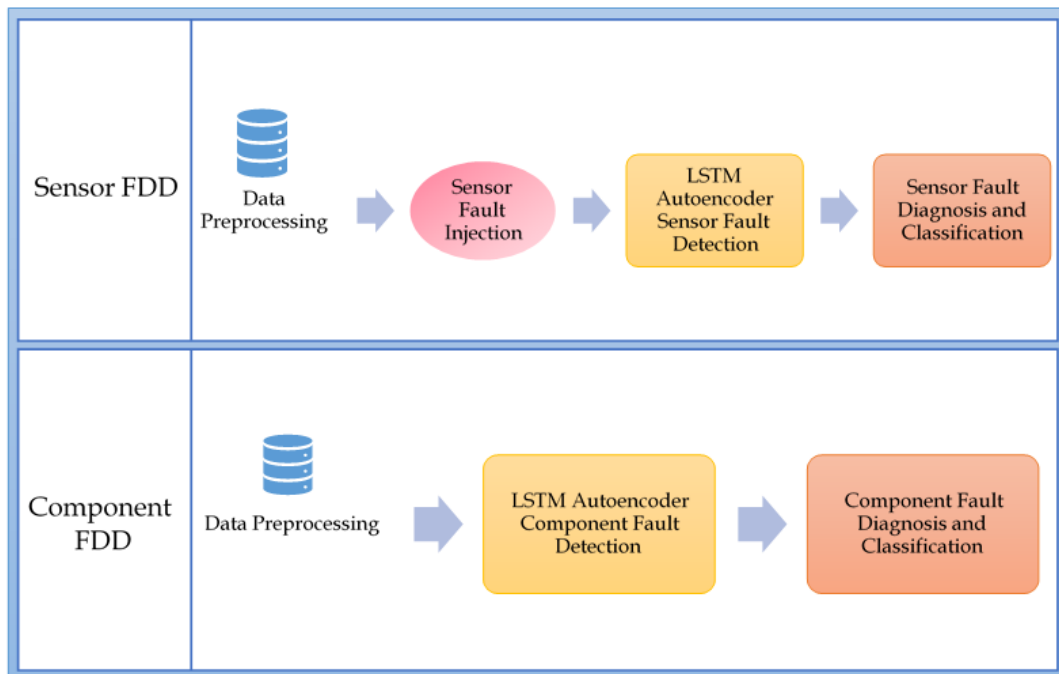 Sensor FDD
Data
Preprocessing
Sensor
Fault
Injection
LSTM
Autoencoder
Sensor Fault
Detection
Sensor Fault
Diagnosis and
Classification
Component
FDD
Data Preprocessing
LSTM Autoencoder
Component Fault
Detection
Component Fault
Diagnosis and
Classification